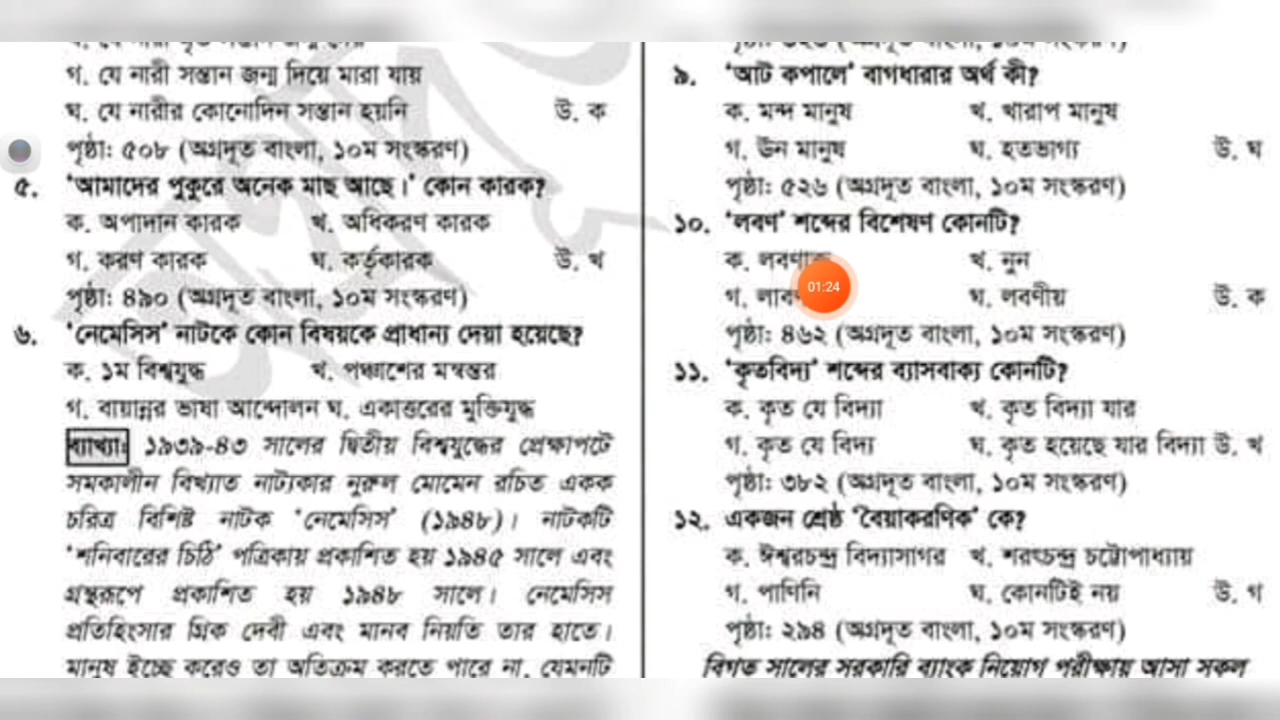 গ. যে নারী সন্তান জন্ম দিয়ে মারা যায়
ঘ. যে নারীর কোনোদিন সন্তান হয়নি উ. ক
পৃষ্ঠা: ৫০৮ (অগ্রদূত বাংলা, ১০ম সংস্করণ)
৫. ‘আমাদের পুকুরে অনেক মাছ আছে।’ কোন কারক?
ক. অপাদান কারক খ. অধিকরণ কারক
গ. করণ কারক ঘ. কর্তৃকারক উ. খ
পৃষ্ঠা: ৪৯০ (অগ্রদূত বাংলা, ১০ম সংস্করণ)
৬. ‘নেমেসিস’ নাটকে কোন বিষয়কে প্রাধান্য দেয়া হয়েছে?
ক. ১ম বিশ্বযুদ্ধ খ. পঞ্চাশের মন্বন্তর
গ. বায়ান্নর ভাষা আন্দোলন ঘ. একাত্তরের মুক্তিযুদ্ধ
ব্যাখ্যা: ১৯৩৯-৪৩ সালের দ্বিতীয় বিশ্বযুদ্ধের প্রেক্ষাপটে
সমকালীন বিখ্যাত নাট্যকার নুরুল মোমেন রচিত একক
চরিত্র বিশিষ্ট নাটক ‘নেমেসিস’ (১৯৪৮)। নাটকটি
‘শনিবারের চিঠি’ পত্রিকায় প্রকাশিত হয় ১৯৪৫ সালে এবং
গ্রন্থরূপে প্রকাশিত হয় ১৯৪৮ সালে। নেমেসিস
প্রতিহিংসার গ্রিক দেবী এবং মানব নিয়তি তার হাতে।
মানুষ ইচ্ছে করেও তা অতিক্রম করতে পারে না, যেমনটি
৯. ‘আট কপালে’ বাগধারার অর্থ কী?
ক. মন্দ মানুষ খ. খারাপ মানুষ
গ. ঊন মানুষ ঘ. হতভাগ্য উ. ঘ
পৃষ্ঠা: ৫২৬ (অগ্রদূত বাংলা, ১০ম সংস্করণ)
১০. ‘লবণ’ শব্দের বিশেষণ কোনটি?
ক. লবণাক্ত খ. নুন
গ. ঘ. লবণীয় উ. ক
01:24
পৃষ্ঠা: ৪৬২ (অগ্রদূত বাংলা, ১০ম সংস্করণ)
১১. ‘কৃতবিদ্য’ শব্দের ব্যাসবাক্য কোনটি?
ক. কৃত যে বিদ্যা খ. কৃত বিদ্যা যার
গ. কৃত যে বিদ্য ঘ. কৃত হয়েছে যার বিদ্যা উ. খ
পৃষ্ঠা: ৩৮২ (অগ্রদূত বাংলা, ১০ম সংস্করণ)
১২. একজন শ্রেষ্ঠ ‘বৈয়াকরণিক’ কে?
ক. ঈশ্বরচন্দ্র বিদ্যাসাগর খ. শরৎচন্দ্র চট্টোপাধ্যায়
গ. পাণিনি ঘ. কোনটিই নয় উ. গ
পৃষ্ঠা: ২৯৪ (অগ্রদূত বাংলা, ১০ম সংস্করণ)
বিগত সালের সরকারি ব্যাংক নিয়োগ পরীক্ষায় আসা সকল